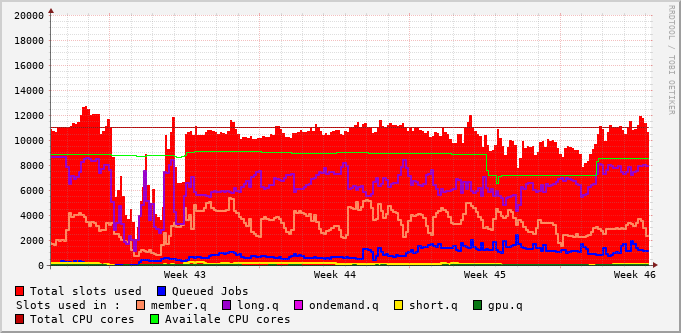 20000
18000
16000
14000
12000
10000
8000
6000
4000
2000
0
Week 43 Week 44 Week 45 Week 46
Total slots used Queued Jobs
Slots used in : member.q long.q ondemand.q short.q gpu.q
Total CPU cores Availale CPU cores
RRDTOOL / TOBI OETIKER